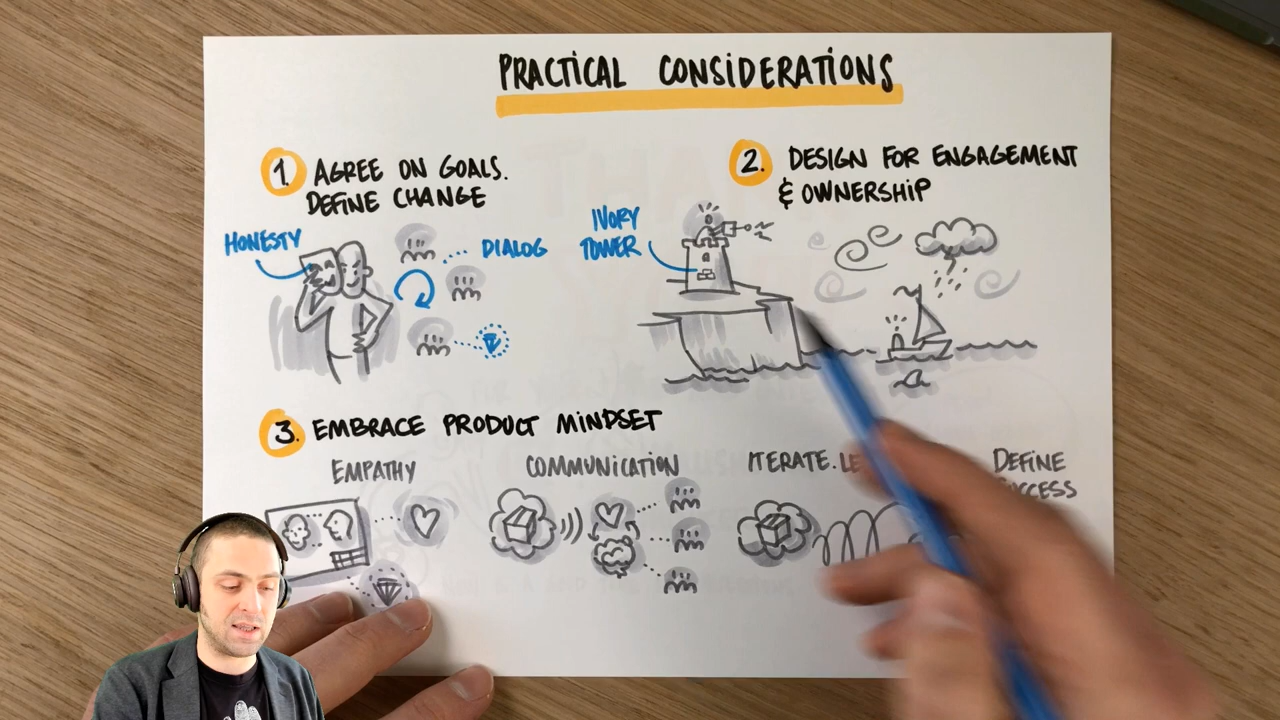 PRACTICAL CONSIDERATIONS
1. AGREE ON GOALS.
DEFINE CHANGE
HONESTY
DIALOG
2. DESIGN FOR ENGAGEMENT
& OWNERSHIP
IVORY
TOWER
3. EMBRACE PRODUCT MINDSET
EMPATHY
COMMUNICATION
ITERATE.
DEFINE